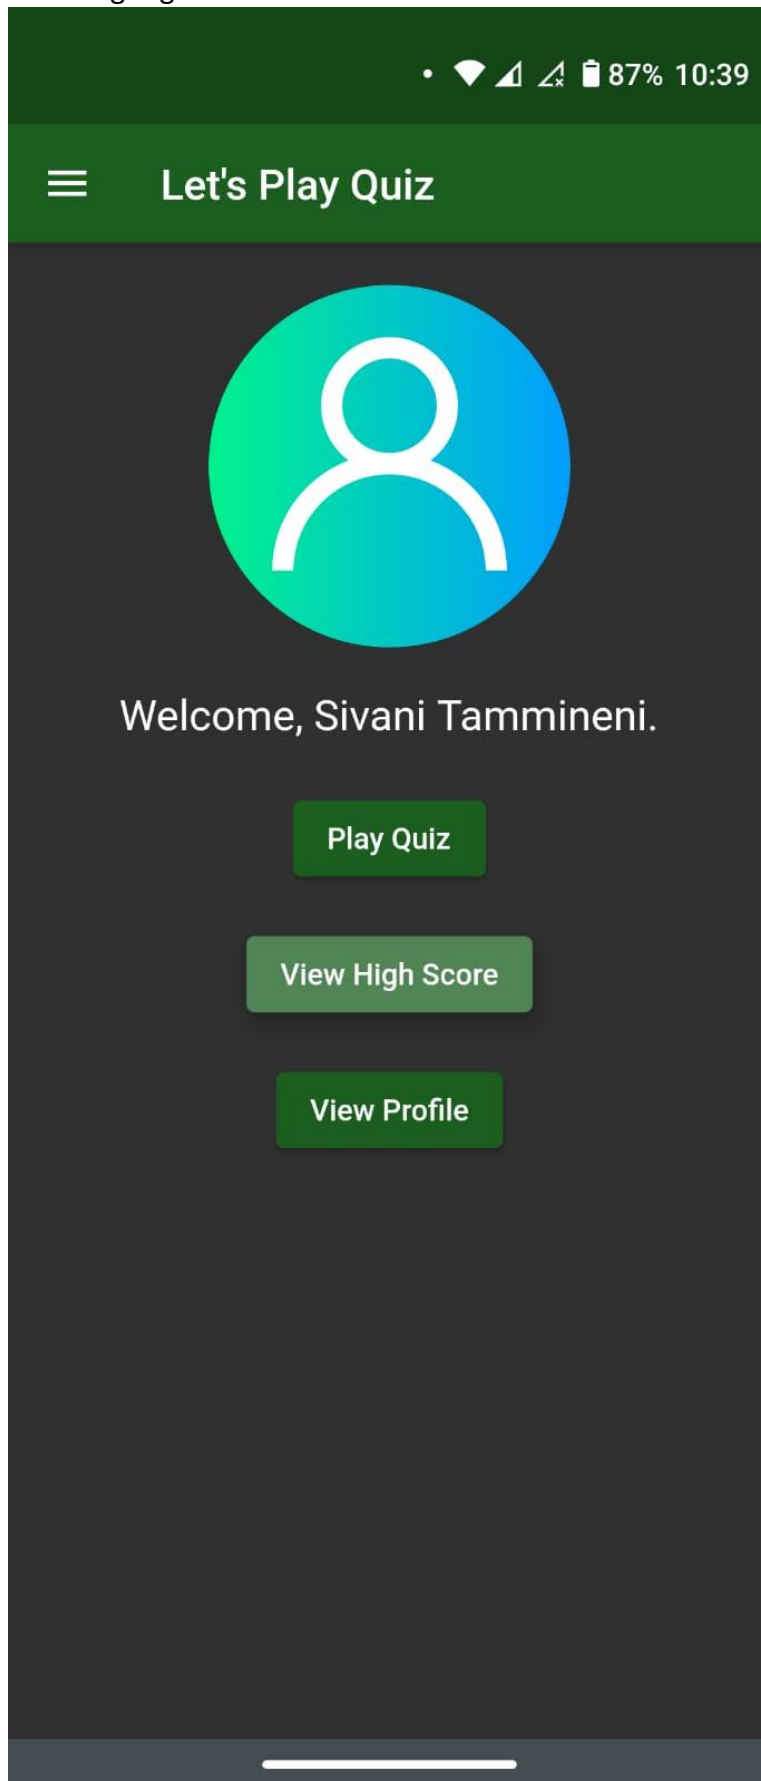 87% 10:39
Let's Play Quiz
Welcome, Sivani Tammineni.
Play Quiz
View High Score
View Profile